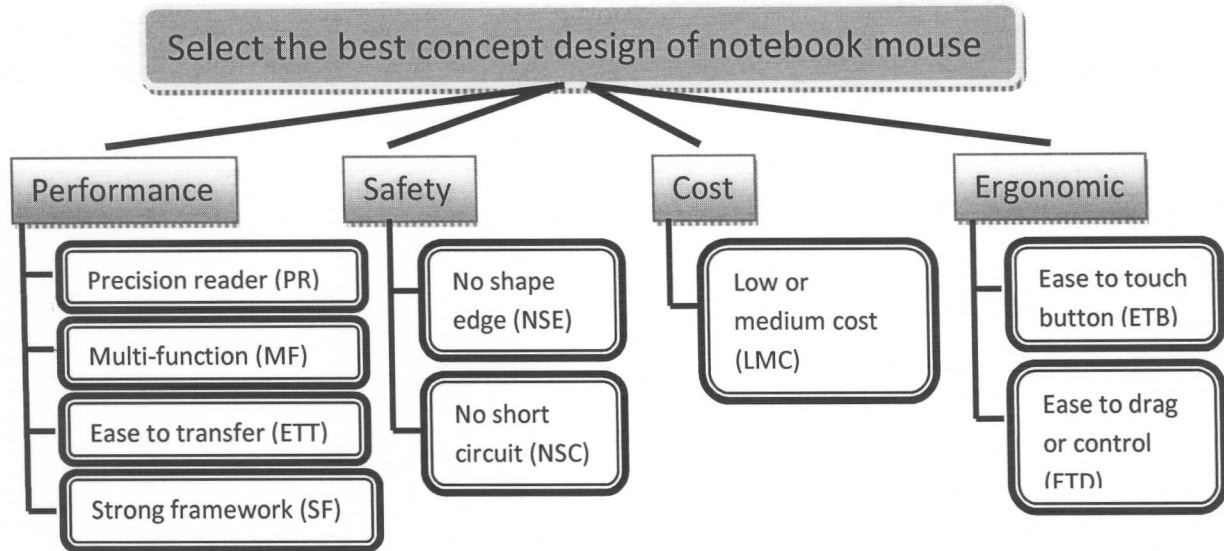 Select the best concept design of notebook mouse
Performance
Precision reader (PR)
Multi-function (MF)
Ease to transfer (ETT)
Strong framework (SF)
Safety
No shape
edge (NSE)
No short
circuit (NSC)
Cost
Low or
medium cost
(LMC)
Ergonomic
Ease to touch
button (ETB)
Ease to drag
or control
(ETD)